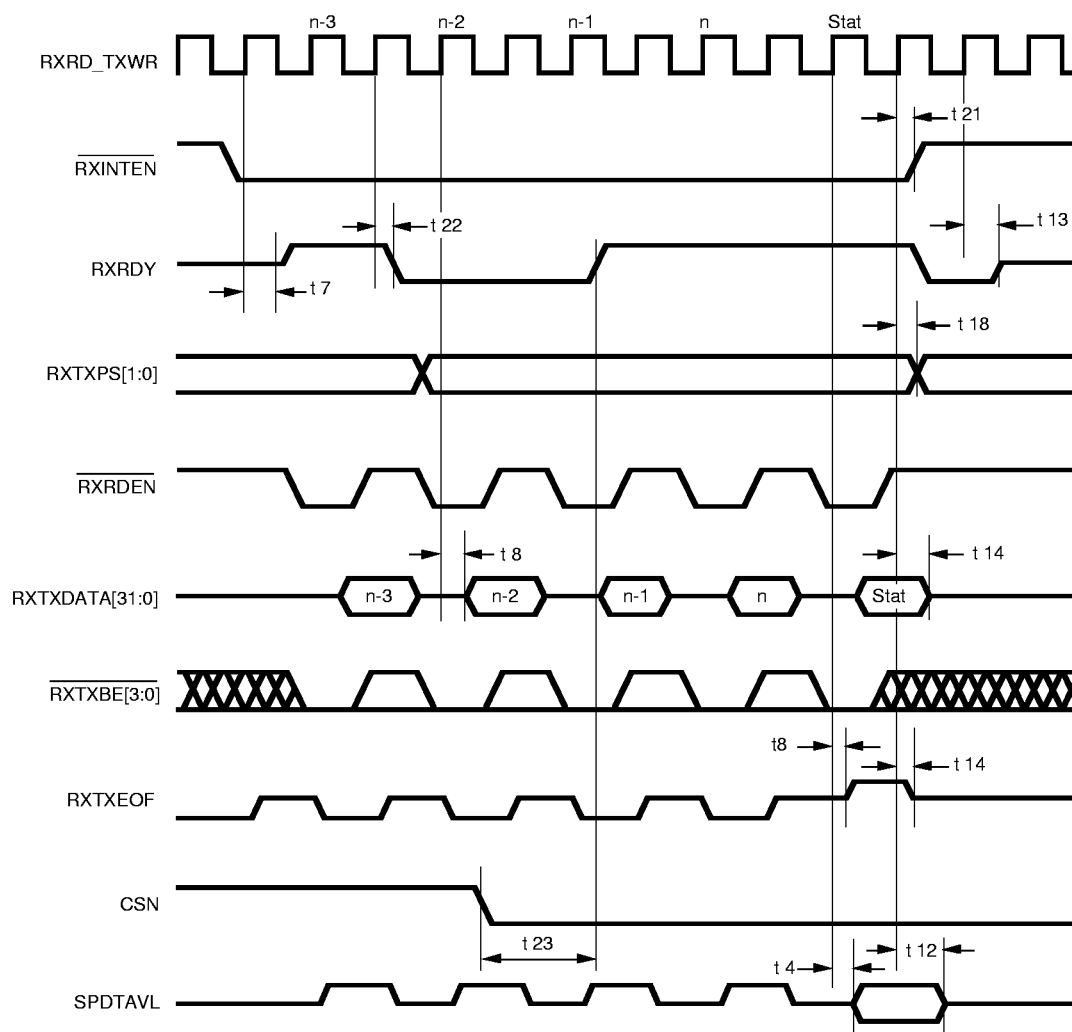 n-3 n-2 n-1 n Stat
RXRD_TXWR
t 21
RXINTEN
t 22
t 13
RXRDY
t 7
t 18
RXTXPS[1:0]
RXRDEN
t 8
t 14
RXTXDATA[31:0] n-3 n-2 n-1 n Stat
RXTXBE[3:0]
t8
t 14
RXTXEOF
CSN
t 23
t 12
t 4
SPDTAVL